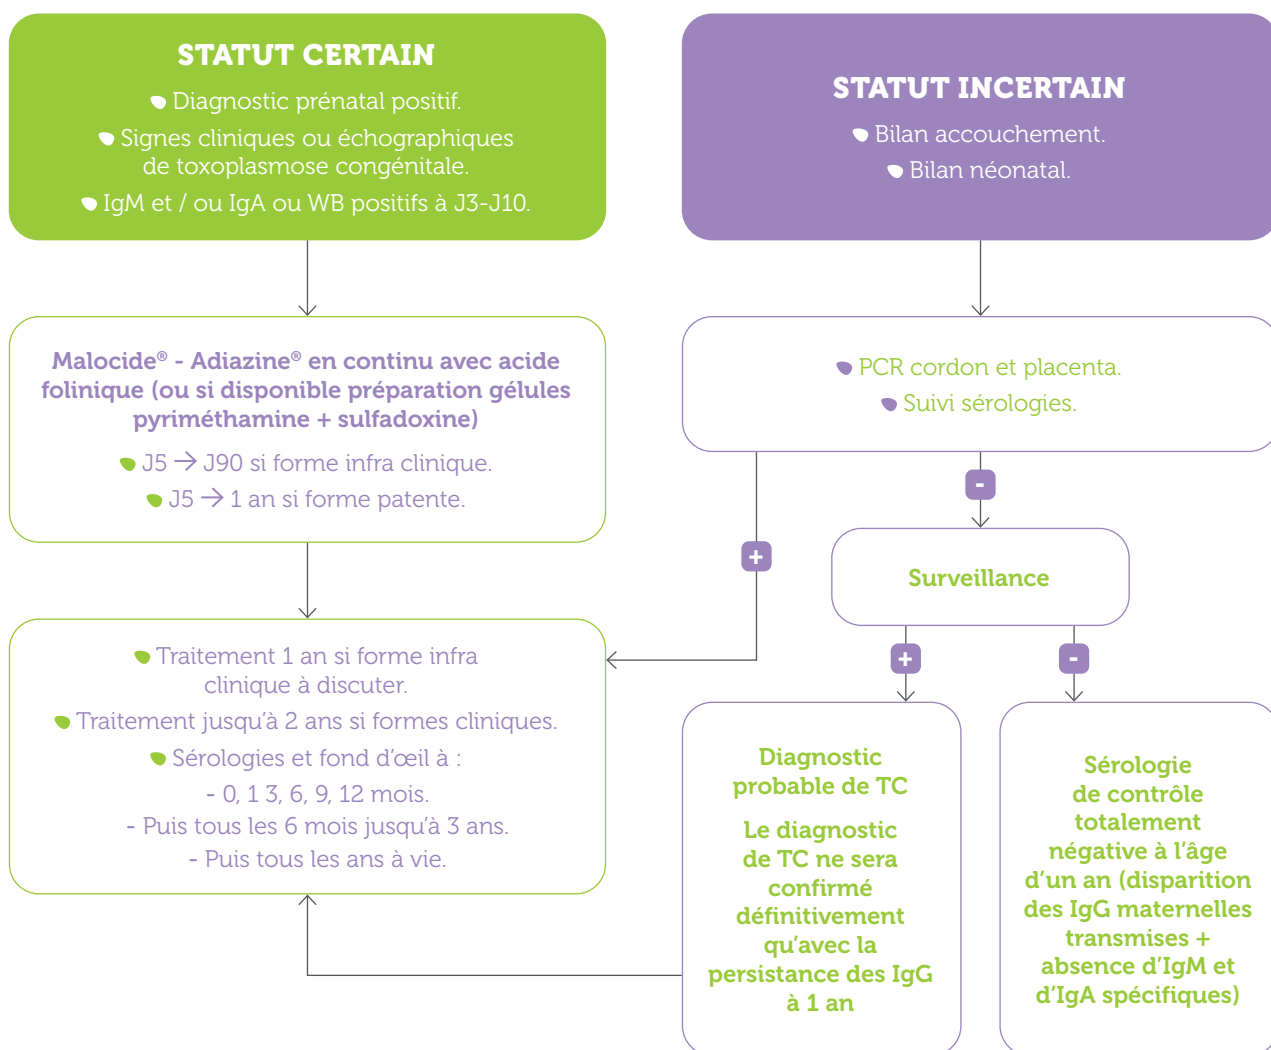 STATUT CERTAIN
Diagnostic prénatal positif.
Signes cliniques ou échographiques
de toxoplasmose congénitale.
IgM et / ou IgA ou WB positifs à J3-J10.
STATUT INCERTAIN
Bilan accouchement.
Bilan néonatal.
Malocide® - Adiazine® en continu avec acide
folinique (ou si disponible préparation gélules
pyriméthamine + sulfadoxine)
J5 → J90 si forme infra clinique.
J5 → 1 an si forme patente.
PCR cordon et placenta.
Suivi sérologies.
-
+
Surveillance
+
-
Traitement 1 an si forme infra
clinique à discuter.
Traitement jusqu'à 2 ans si formes cliniques.
Sérologies et fond d'œil à :
- 0, 1 3, 6, 9, 12 mois.
- Puis tous les 6 mois jusqu'à 3 ans.
- Puis tous les ans à vie.
Diagnostic
probable de TC
Le diagnostic
de TC ne sera
confirmé
définitivement
qu'avec la
persistance des IgG
à 1 an
Sérologie
de contrôle
totalement
négative à l'âge
d'un an (disparition
des IgG maternelles
transmises +
absence d'IgM et
d'IgA spécifiques)